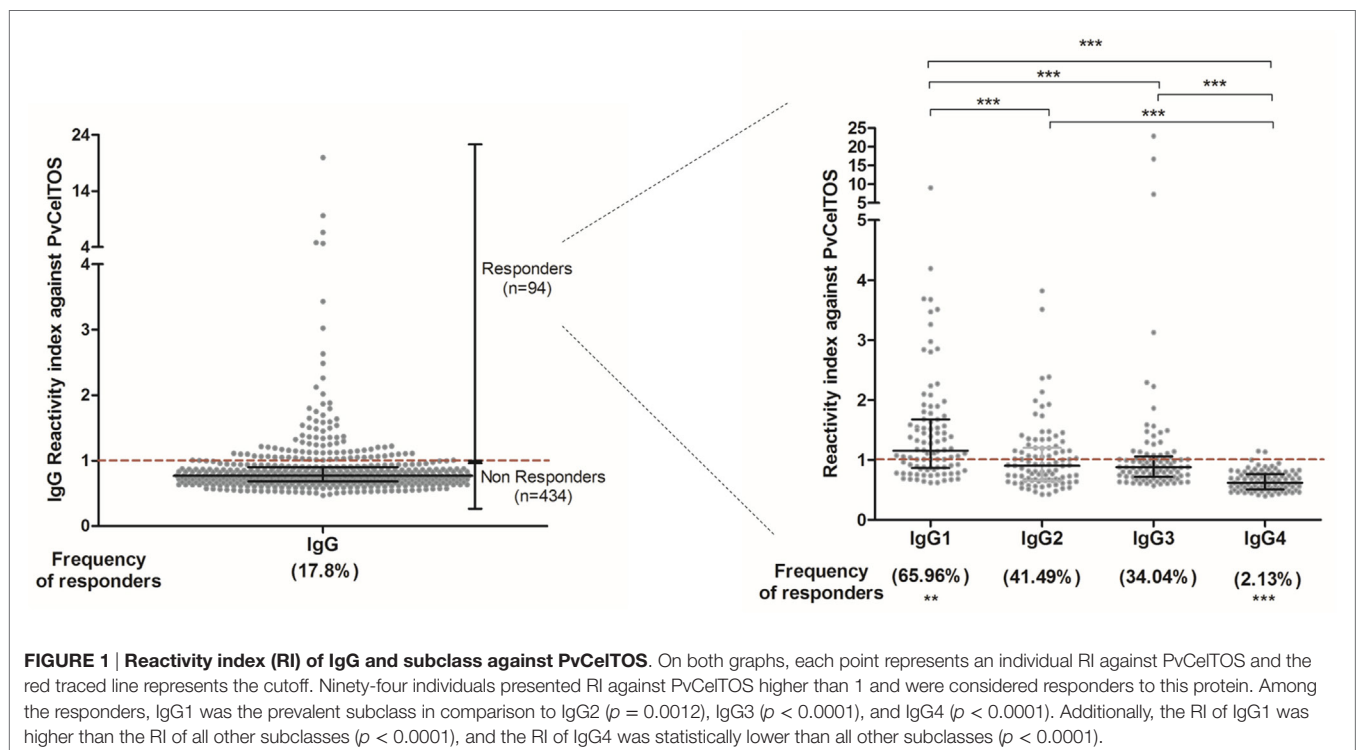 IgG Reactivity index against PvCelTOS
24
14
4
4
3
2
1
0
Responders
(n=94)
Non Responders
(n=434)
IgG
Frequency
of responders
(17.8%)
***
***
***
***
***
Reactivity index against PvCelTOS
25
20
15
10
5
5
4
3
2
1
0
IgG1 IgG2 IgG3 IgG4
Frequency
of responders
(65.96%) (41.49%) (34.04%) (2.13%)
** ***
FIGURE 1 | Reactivity index (RI) of IgG and subclass against PvCelTOS. On both graphs, each point represents an individual RI against PvCelTOS and the
red traced line represents the cutoff. Ninety-four individuals presented RI against PvCelTOS higher than 1 and were considered responders to this protein. Among
the responders, IgG1 was the prevalent subclass in comparison to IgG2 (p = 0.0012), IgG3 (p < 0.0001), and IgG4 (p < 0.0001). Additionally, the RI of IgG1 was
higher than the RI of all other subclasses (p < 0.0001), and the RI of IgG4 was statistically lower than all other subclasses (p < 0.0001).